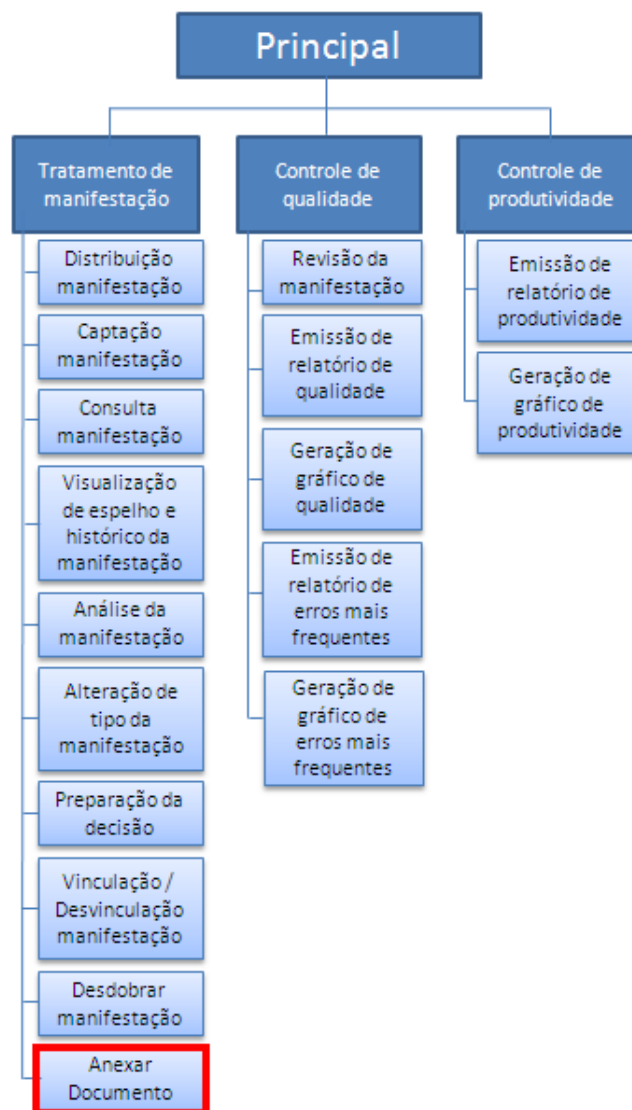 Principal
Tratamento de
manifestação
Distribuição
manifestação
Captação
manifestação
Consulta
manifestação
Visualização
de espelho e
histórico da
manifestação
Análise da
manifestação
Alteração de
tipo da
manifestação
Preparação da
decisão
Vinculação /
Desvinculação
manifestação
Desdobrar
manifestação
Anexar
Documento
Controle de
qualidade
Revisão da
manifestação
Emissão de
relatório de
qualidade
Geração de
gráfico de
qualidade
Emissão de
relatório de
erros mais
frequentes
Geração de
gráfico de
erros mais
frequentes
Controle de
produtividade
Emissão de
relatório de
produtividade
Geração de
gráfico de
produtividade